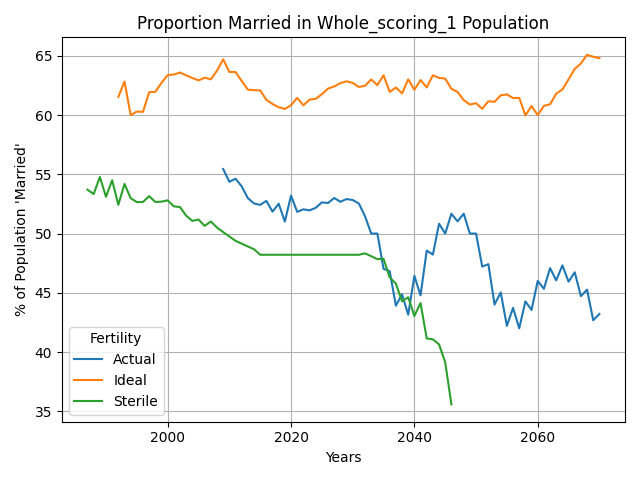 Proportion Married in Whole_scoring_1 Population
% of Population 'Married'
65
60
55
50
45
40
35
Fertility
Actual
Ideal
Sterile
2000 2020 2040 2060
Years